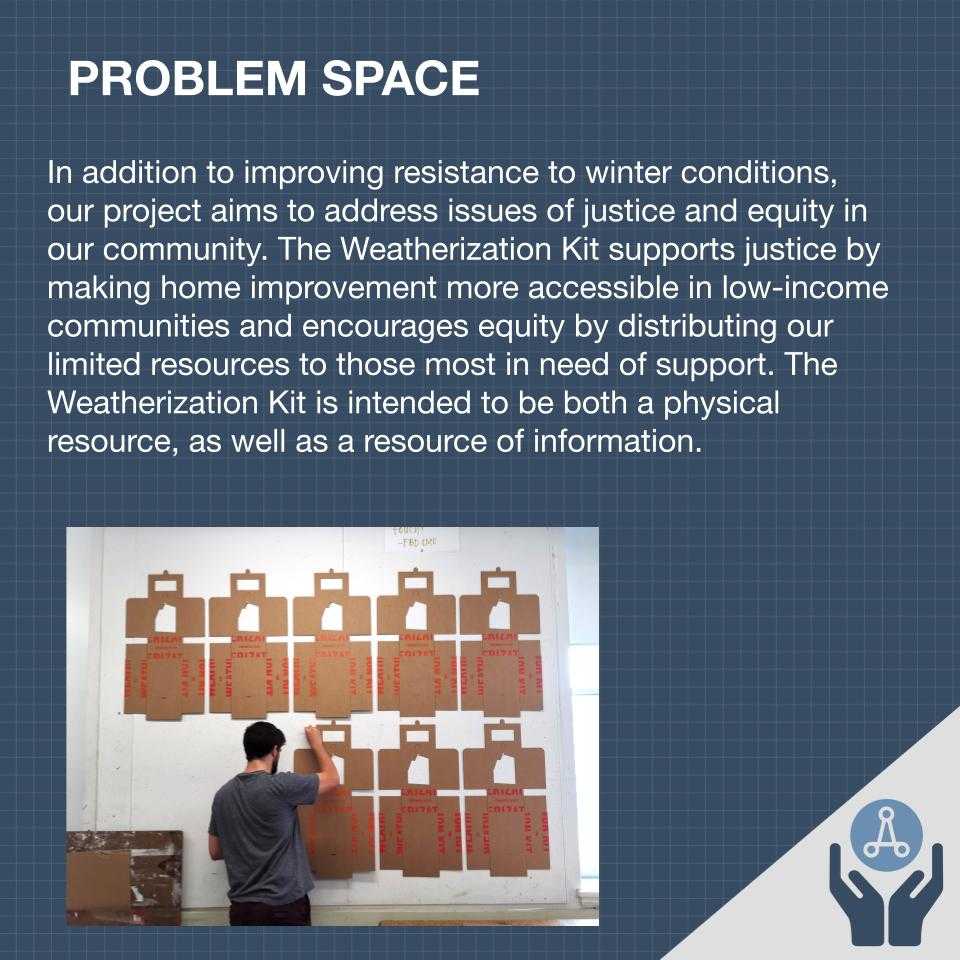 PROBLEM SPACE
In addition to improving resistance to winter conditions,
our project aims to address issues of justice and equity in
our community. The Weatherization Kit supports justice by
making home improvement more accessible in low-income
communities and encourages equity by distributing our
limited resources to those most in need of support. The
Weatherization Kit is intended to be both a physical
resource, as well as a resource of information.